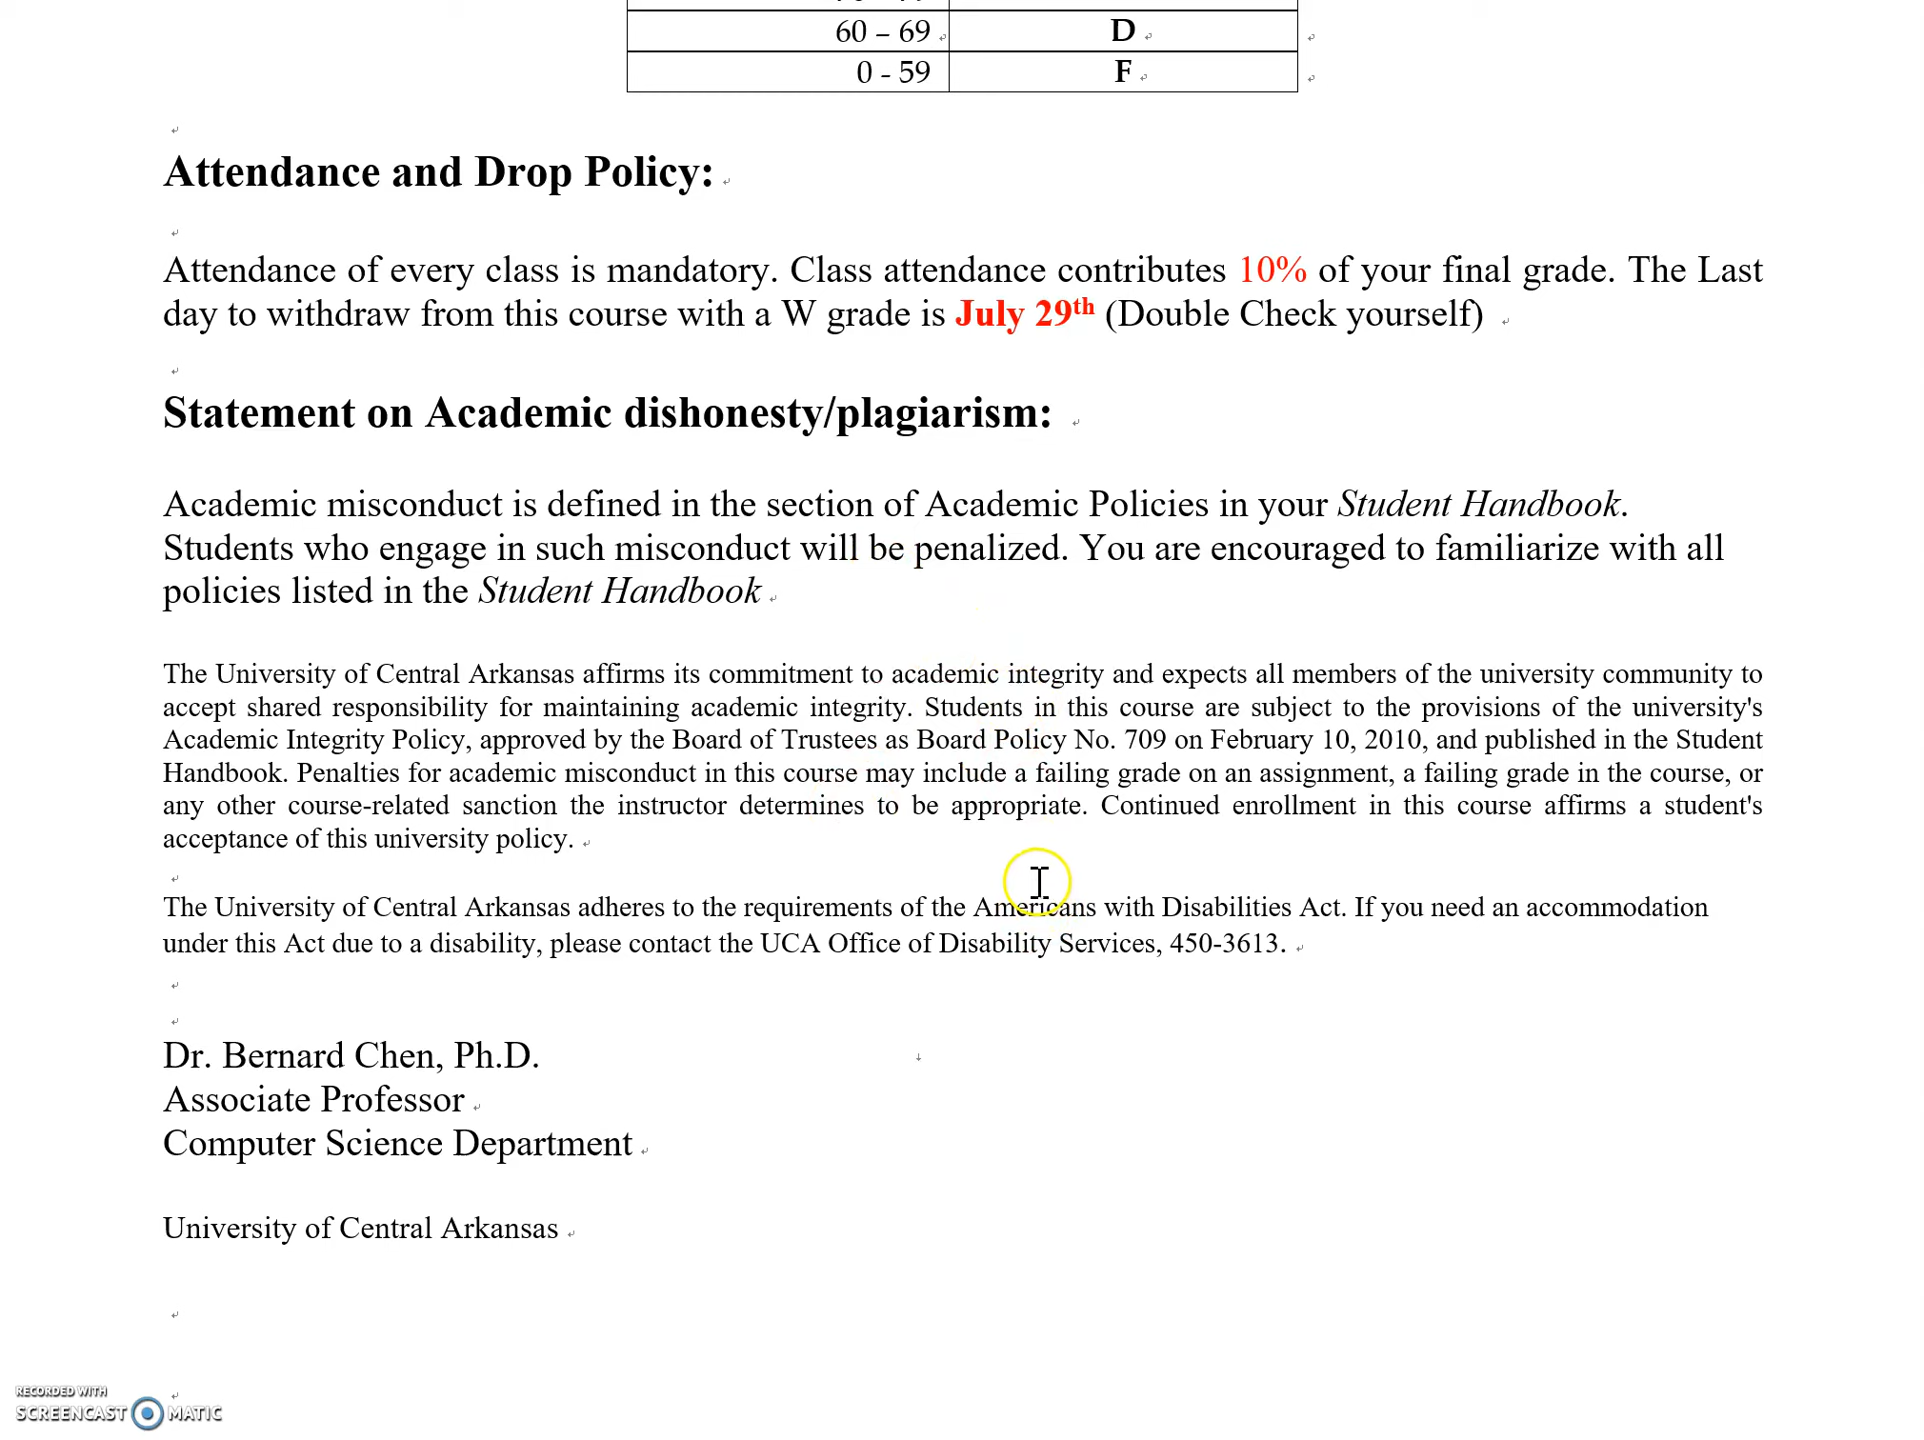 60 – 69 D
0 - 59 F
Attendance and Drop Policy:
Attendance of every class is mandatory. Class attendance contributes 10% of your final grade. The Last
day to withdraw from this course with a W grade is July 29th (Double Check yourself)
Statement on Academic dishonesty/plagiarism:
Academic misconduct is defined in the section of Academic Policies in your Student Handbook.
Students who engage in such misconduct will be penalized. You are encouraged to familiarize with all
policies listed in the Student Handbook
The University of Central Arkansas affirms its commitment to academic integrity and expects all members of the university community to
accept shared responsibility for maintaining academic integrity. Students in this course are subject to the provisions of the university's
Academic Integrity Policy, approved by the Board of Trustees as Board Policy No. 709 on February 10, 2010, and published in the Student
Handbook. Penalties for academic misconduct in this course may include a failing grade on an assignment, a failing grade in the course, or
any other course-related sanction the instructor determines to be appropriate. Continued enrollment in this course affirms a student's
acceptance of this university policy.
The University of Central Arkansas adheres to the requirements of the Americans with Disabilities Act. If you need an accommodation
under this Act due to a disability, please contact the UCA Office of Disability Services, 450-3613.
Dr. Bernard Chen, Ph.D.
Associate Professor
Computer Science Department
University of Central Arkansas
RECORDED WITH
SCREENCAST MATIC